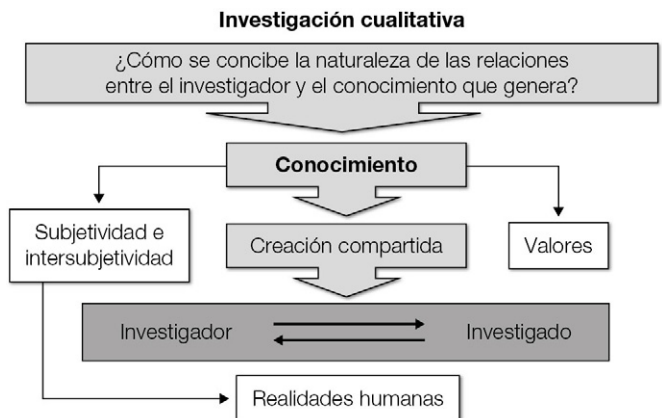 Investigación cualitativa
¿Cómo se concibe la naturaleza de las relaciones
entre el investigador y el conocimiento que genera?
Conocimiento
Subjetividad e
intersubjetividad
Creación compartida
Valores
Investigador
Investigado
Realidades humanas